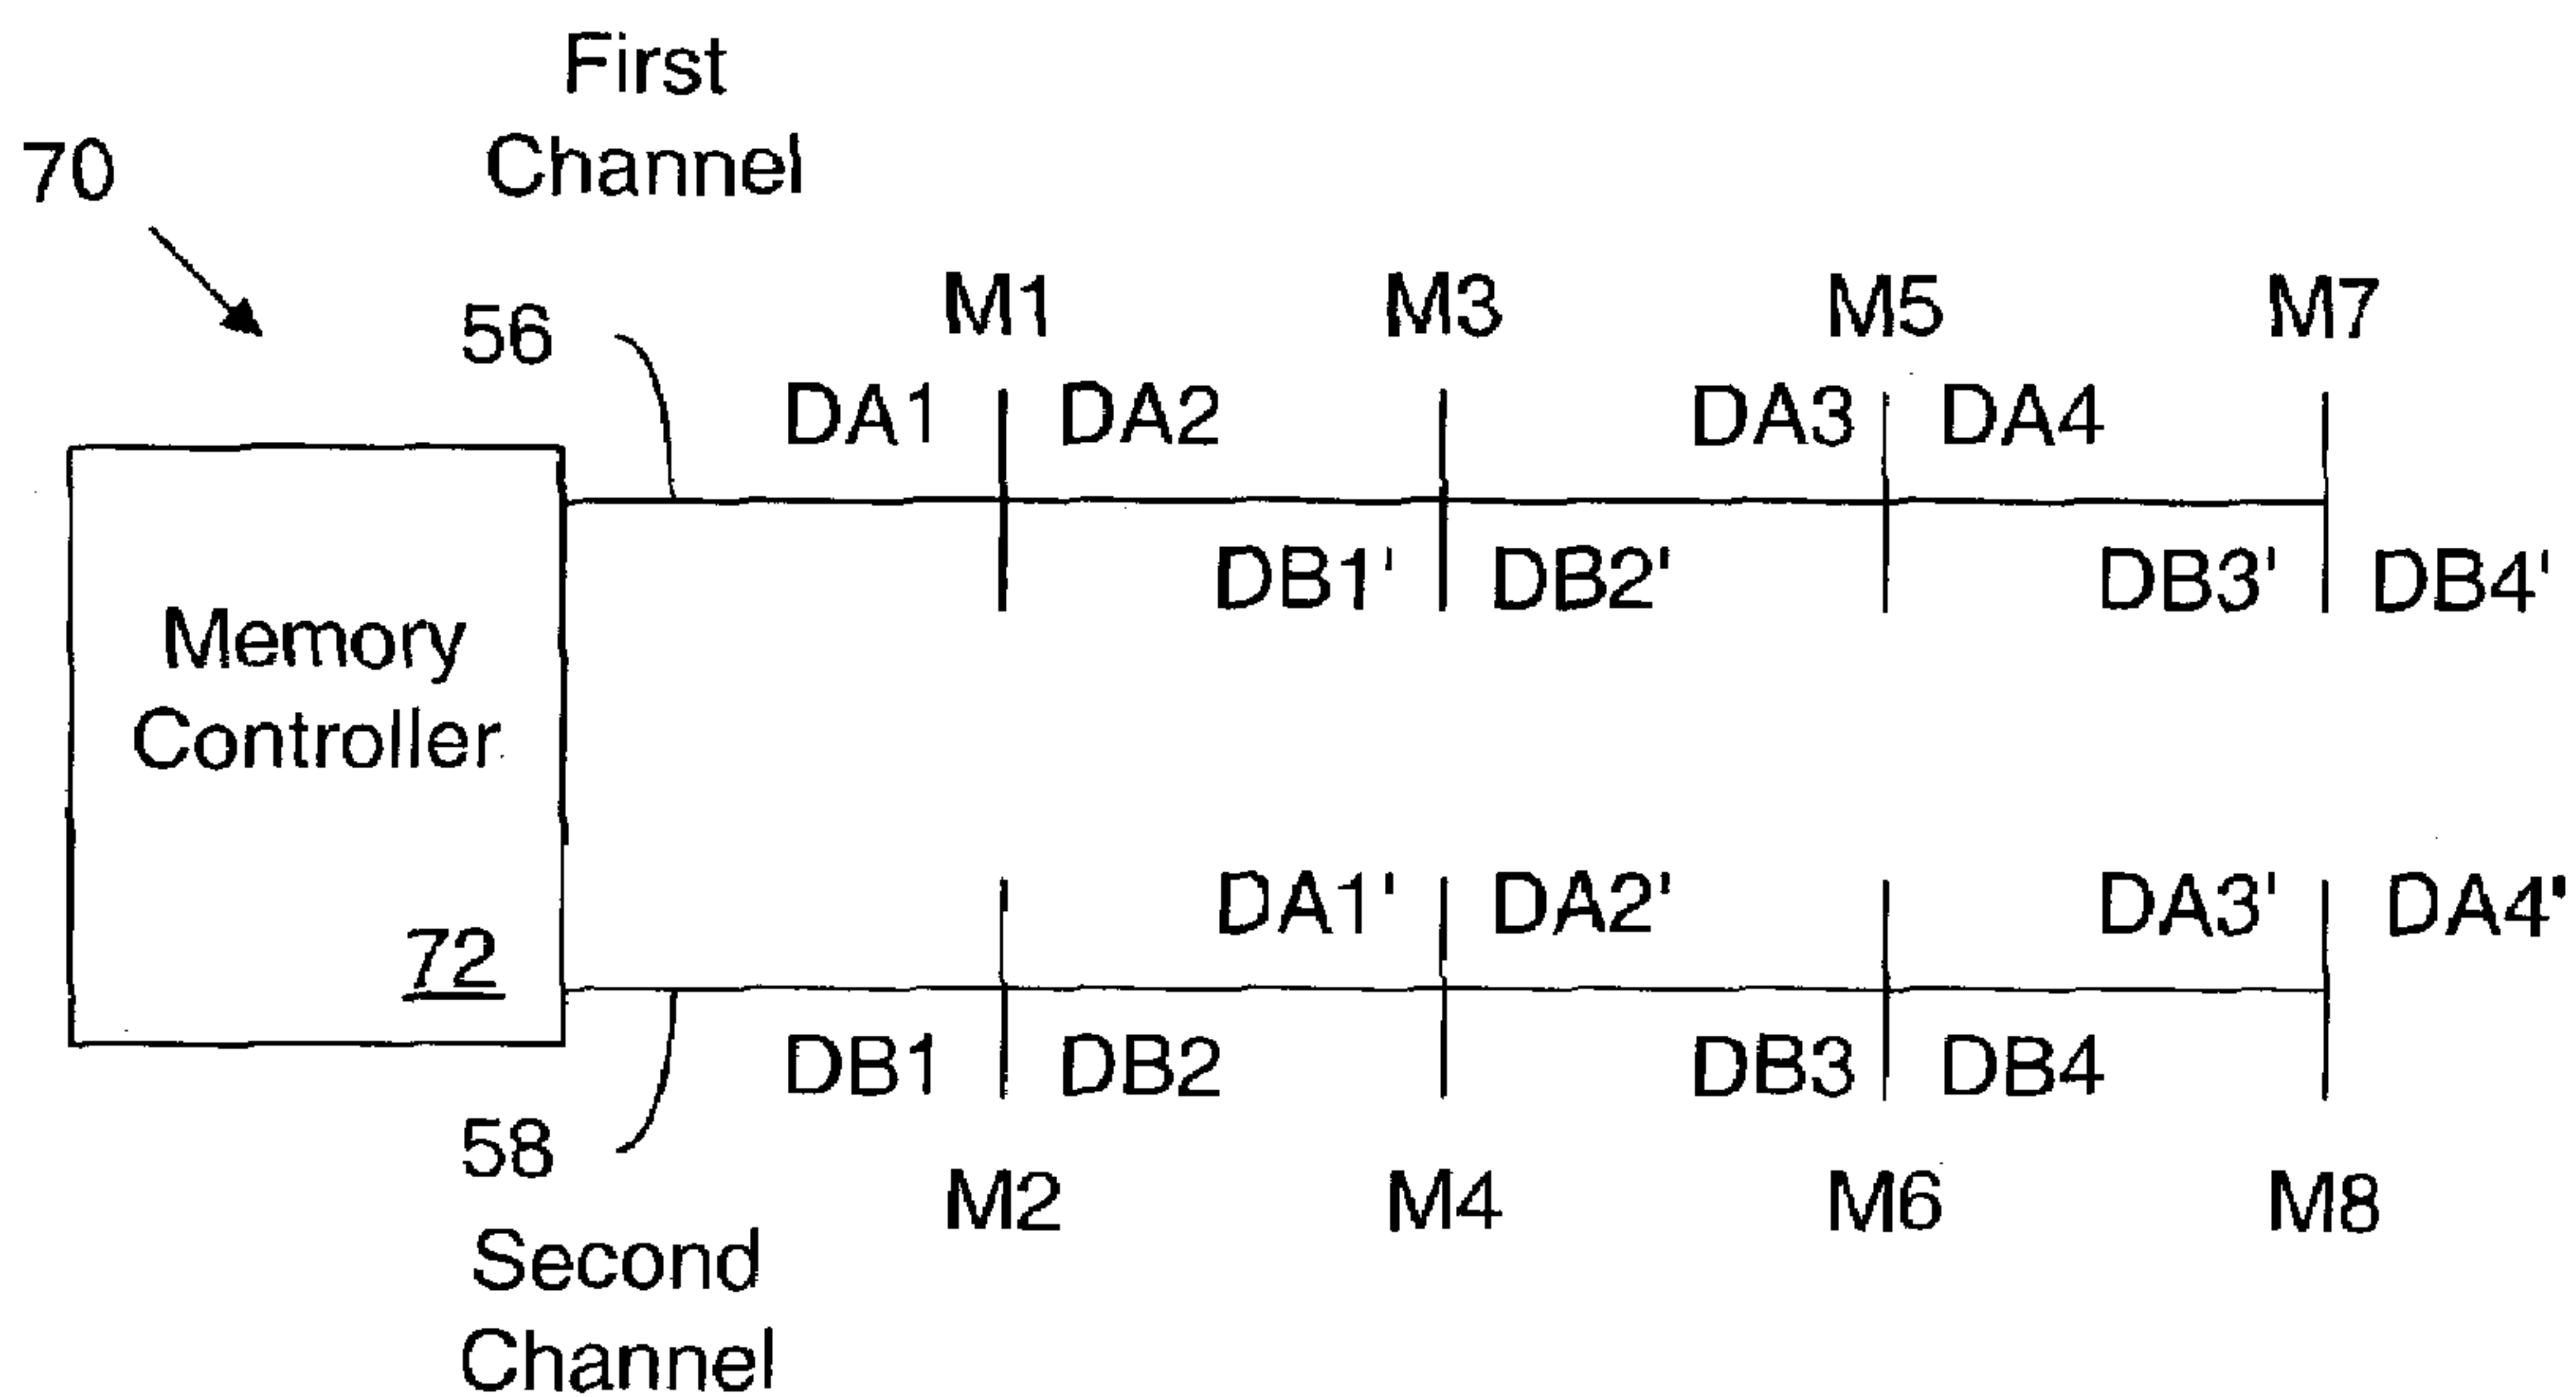 First
Channel
70
56
M1 M3 M5 M7
DA1 DA2 DA3 DA4
DB1' DB2' DB3' DB4'
Memory
Controller
72
DA1' DA2' DA3' DA4'
DB1 DB2 DB3 DB4
58
M2 M4 M6 M8
Second
Channel